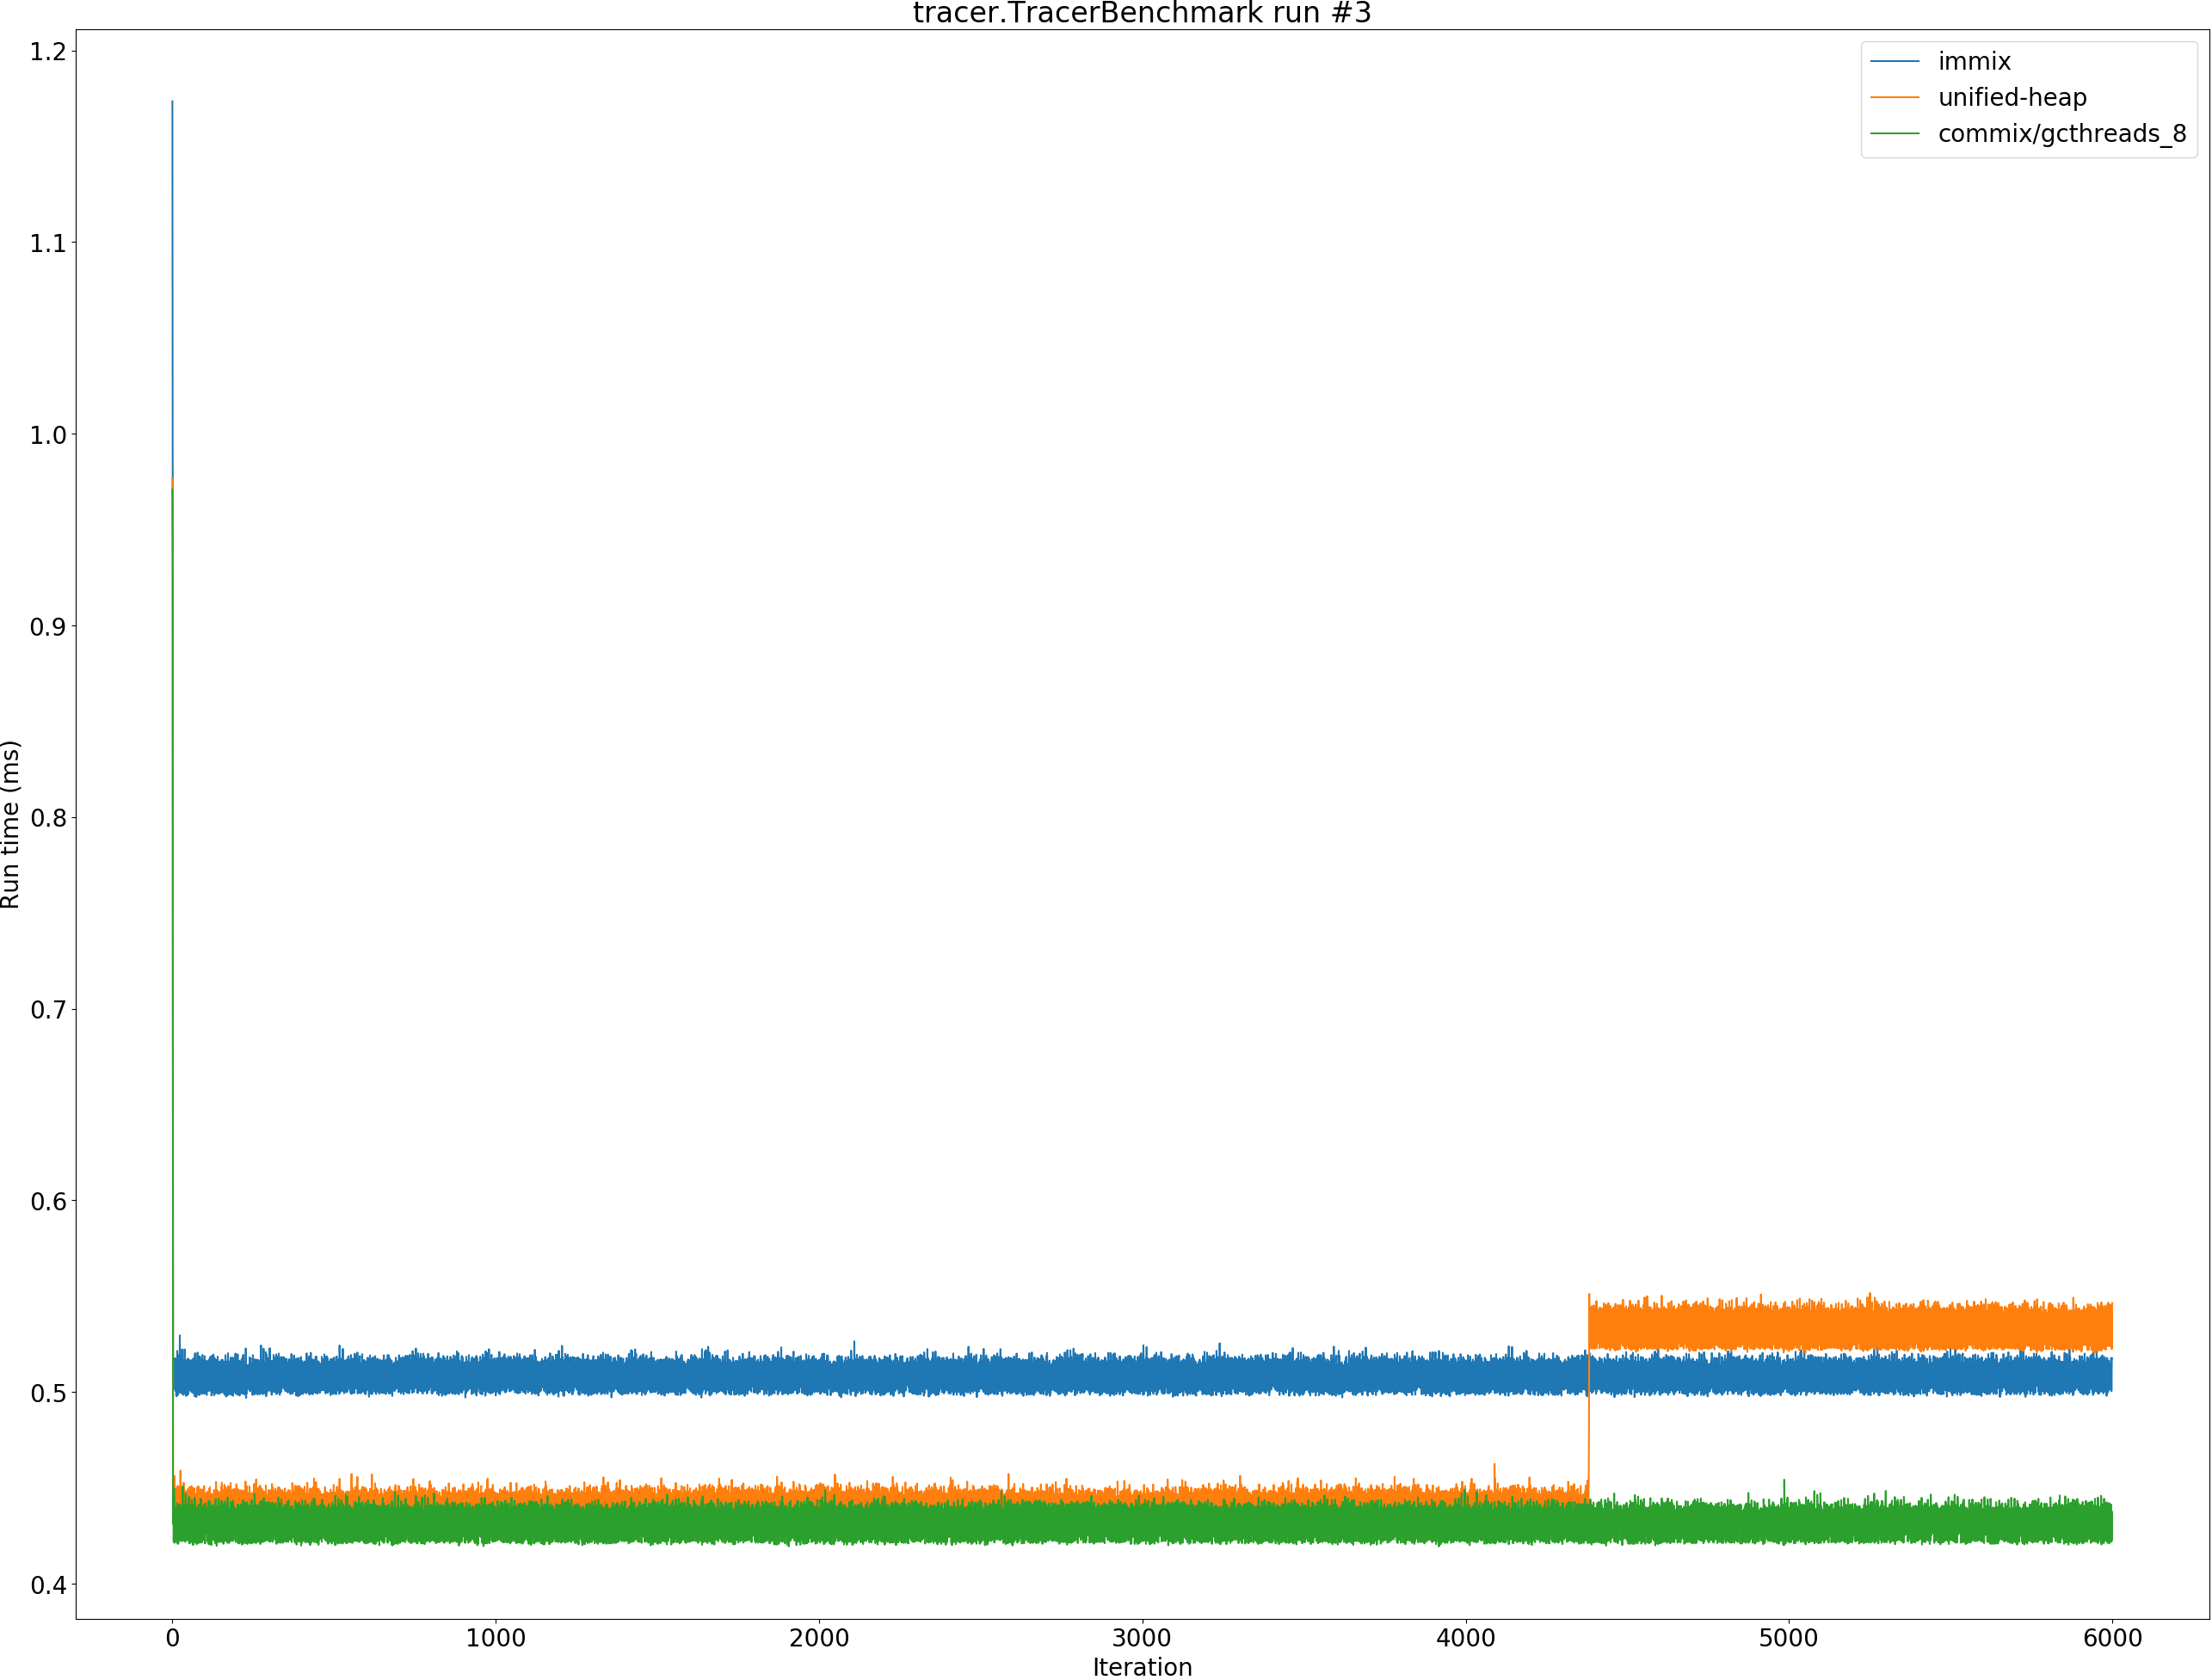 tracer.TracerBenchmark run #3
immix
unified-heap
commix/gcthreads_8
Run time (ms)
1.2
1.1
1.0
0.9
0.8
0.7
0.6
0.5
0.4
0 1000 2000 3000 4000 5000 6000
Iteration